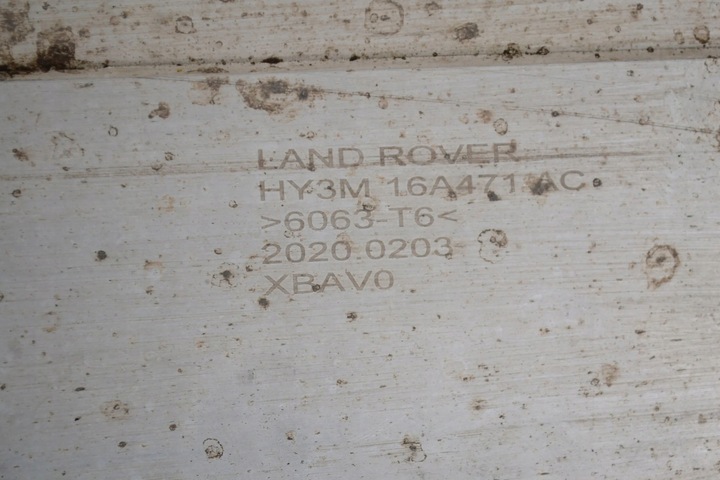 LAND ROVER
HY3M 16A471 AC
>6063-T6<
2020.0203
XBAV0